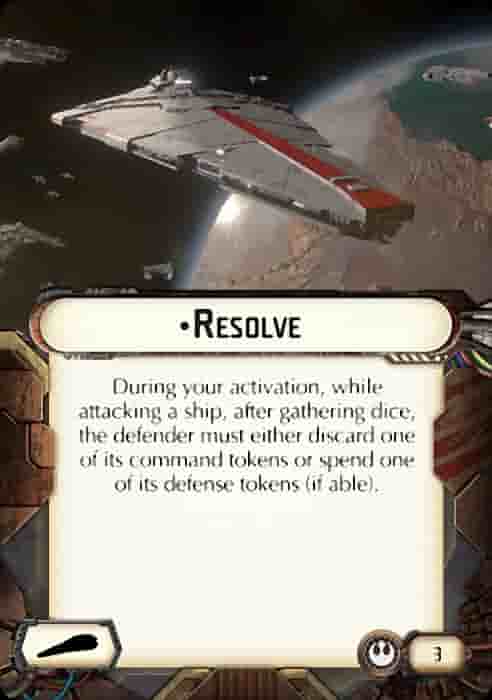 •Resolve
During your activation, while
attacking a ship, after gathering dice,
the defender must either discard one
of its command tokens or spend one
of its defense tokens (if able).
3